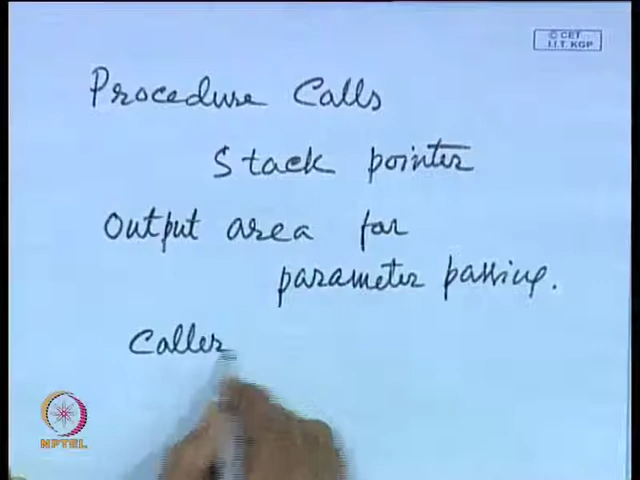 © CET
I.I.T. KGP
Procedure Calls
Stack pointer
Output area for
parameter passing.
Caller
NPTEL